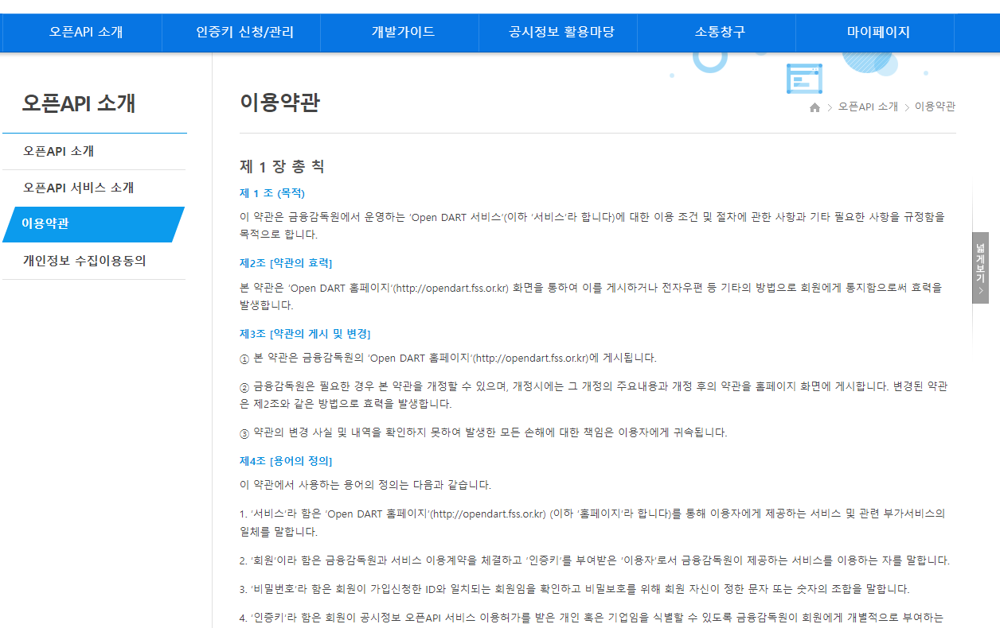 오픈API 소개 인증키 신청/관리 개발가이드 공시정보 활용마당 소통창구 마이페이지
오픈API 소개
오픈API 소개
오픈API 서비스 소개
이용약관
개인정보 수집이용동의
이용약관
오픈API 소개 > 이용약관
제 1 장 총 칙
제 1 조 (목적)
이 약관은 금융감독원에서 운영하는 ‘Open DART 서비스’(이하 ‘서비스’라 합니다)에 대한 이용 조건 및 절차에 관한 사항과 기타 필요한 사항을 규정함을
목적으로 합니다.
제2조 [약관의 효력]
본 약관은 ‘Open DART 홈페이지’(http://opendart.fss.or.kr) 화면을 통하여 이를 게시하거나 전자우편 등 기타의 방법으로 회원에게 통지함으로써 효력을
발생합니다.
제3조 [약관의 게시 및 변경]
① 본 약관은 금융감독원의 ‘Open DART 홈페이지’(http://opendart.fss.or.kr)에 게시됩니다.
② 금융감독원은 필요한 경우 본 약관을 개정할 수 있으며, 개정시에는 그 개정의 주요내용과 개정 후의 약관을 홈페이지 화면에 게시합니다. 변경된 약관
은 제2조와 같은 방법으로 효력을 발생합니다.
③ 약관의 변경 사실 및 내역을 확인하지 못하여 발생한 모든 손해에 대한 책임은 이용자에게 귀속됩니다.
제4조 [용어의 정의]
이 약관에서 사용하는 용어의 정의는 다음과 같습니다.
1. ‘서비스’라 함은 ‘Open DART 홈페이지’(http://opendart.fss.or.kr) (이하 ‘홈페이지’라 합니다)를 통해 이용자에게 제공하는 서비스 및 관련 부가서비스의
일체를 말합니다.
2. ‘회원’이라 함은 금융감독원과 서비스 이용계약을 체결하고 ‘인증키’를 부여받은 ‘이용자’로서 금융감독원이 제공하는 서비스를 이용하는 자를 말합니다.
3. ‘비밀번호’라 함은 회원이 가입신청한 ID와 일치되는 회원임을 확인하고 비밀보호를 위해 회원 자신이 정한 문자 또는 숫자의 조합을 말합니다.
4. ‘인증키’라 함은 회원이 공시정보 오픈API 서비스 이용허가를 받은 개인 혹은 기업임을 식별할 수 있도록 금융감독원이 회원에게 개별적으로 부여하는
넓게보기